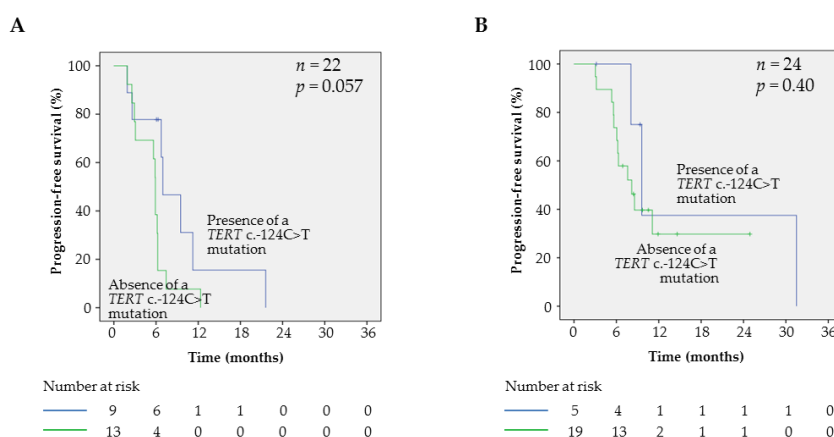 A
n = 22
p = 0.057
Progression-free survival (%)
100
80
60
40
20
0
Presence of a
TERT c.-124C>T
mutation
Absence of a
TERT c.-124C>T
mutation
0 6 12 18 24 30 36
Time (months)
Number at risk
9 6 1 1 0 0 0
13 4 0 0 0 0 0
B
n = 24
p = 0.40
Progression-free survival (%)
100
80
60
40
20
0
Presence of a
TERT c.-124C>T
mutation
Absence of a
TERT c.-124C>T
mutation
0 6 12 18 24 30 36
Time (months)
Number at risk
5 4 1 1 1 1 0
19 13 2 1 1 0 0